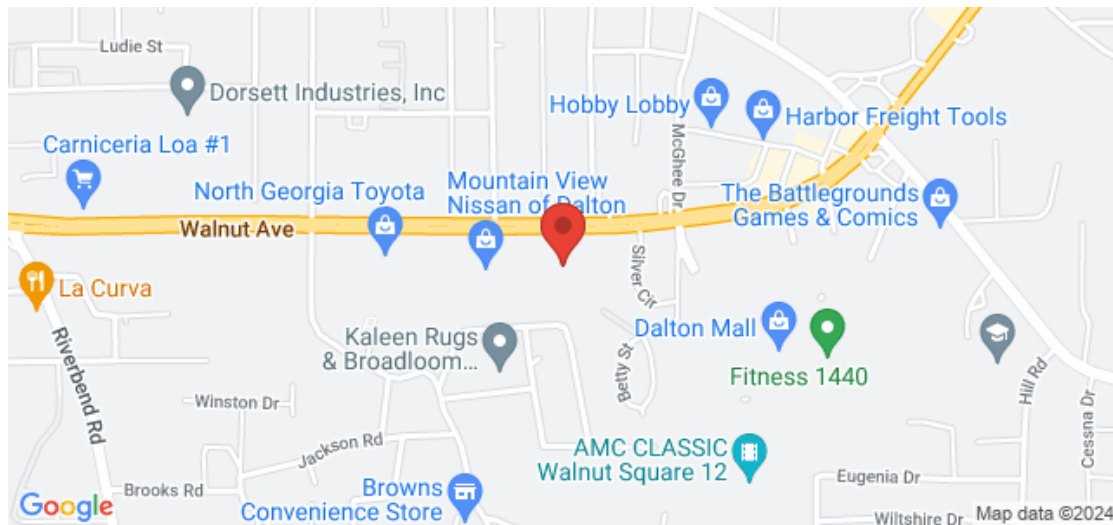 Ludie St
Dorsett Industries, Inc
Hobby Lobby
Harbor Freight Tools
McGhee Dr
Carniceria Loa #1
North Georgia Toyota
Mountain View
Nissan of Dalton
The Battlegrounds
Games & Comics
Walnut Ave
Silver Cir
La Curva
Riverbend Rd
Kaleen Rugs
& Broadloom...
Dalton Mall
Fitness 1440
Betty St
Hill Rd
Cessna Dr
Winston Dr
Jackson Rd
AMC CLASSIC
Walnut Square 12
Eugenia Dr
Brooks Rd
Browns
Convenience Store
Wiltshire Dr
Google
Map data ©2024